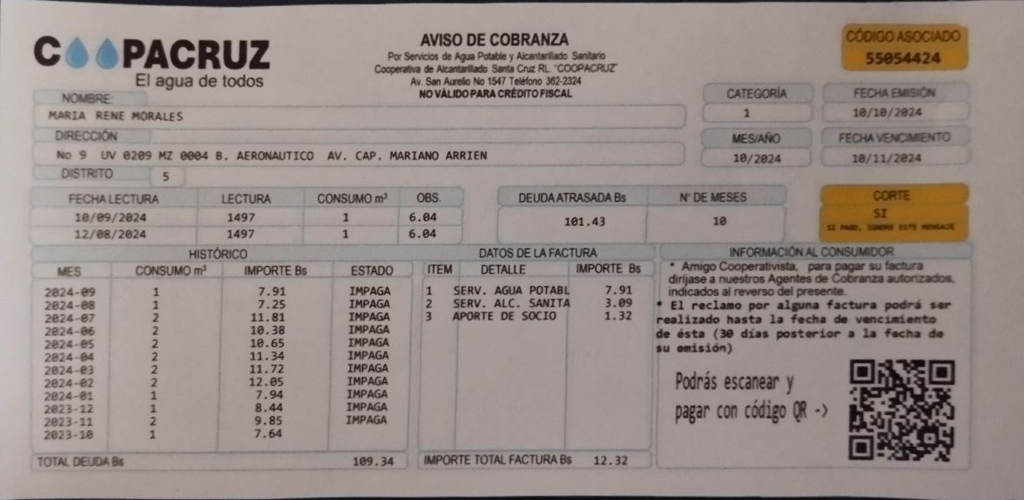 COOPACRUZ
El agua de todos
AVISO DE COBRANZA
Por Servicios de Agua Potable y Alcantarillado Sanitario
Cooperativa de Alcantarillado Santa Cruz RL. "COOPACRUZ"
Av. San Aurelio No 1547 Teléfono 362-2324
NO VÁLIDO PARA CRÉDITO FISCAL
CÓDIGO ASOCIADO
55054424
NOMBRE
MARIA RENE MORALES
CATEGORÍA
1
FECHA EMISIÓN
10/10/2024
DIRECCIÓN
No 9 UV 0209 MZ 0004 B. AERONAUTICO AV. CAP. MARIANO ARRIEN
MES/AÑO
10/2024
FECHA VENCIMIENTO
10/11/2024
DISTRITO 5
FECHA LECTURA LECTURA CONSUMO m³ OBS.
10/09/2024 1497 1 6.04
12/08/2024 1497 1 6.04
DEUDA ATRASADA Bs N° DE MESES
101.43 10
CORTE
SI
SI PAGO, IGNORE ESTE MENSAJE
HISTÓRICO
MES CONSUMO m³ IMPORTE Bs ESTADO
2024-09 1 7.91 IMPAGA
2024-08 1 7.25 IMPAGA
2024-07 2 11.81 IMPAGA
2024-06 2 10.38 IMPAGA
2024-05 2 10.65 IMPAGA
2024-04 2 11.34 IMPAGA
2024-03 2 11.72 IMPAGA
2024-02 2 12.05 IMPAGA
2024-01 1 7.94 IMPAGA
2023-12 1 8.44 IMPAGA
2023-11 2 9.85 IMPAGA
2023-10 1 7.64
TOTAL DEUDA Bs 109.34
DATOS DE LA FACTURA
ITEM DETALLE IMPORTE Bs
1 SERV. AGUA POTABL 7.91
2 SERV. ALC. SANITA 3.09
3 APORTE DE SOCIO 1.32
IMPORTE TOTAL FACTURA Bs 12.32
INFORMACIÓN AL CONSUMIDOR
* Amigo Cooperativista, para pagar su factura
diríjase a nuestros Agentes de Cobranza autorizados,
indicados al reverso del presente.
* El reclamo por alguna factura podrá ser
realizado hasta la fecha de vencimiento
de ésta (30 días posterior a la fecha de
su emisión)
Podrás escanear y
pagar con código QR ->